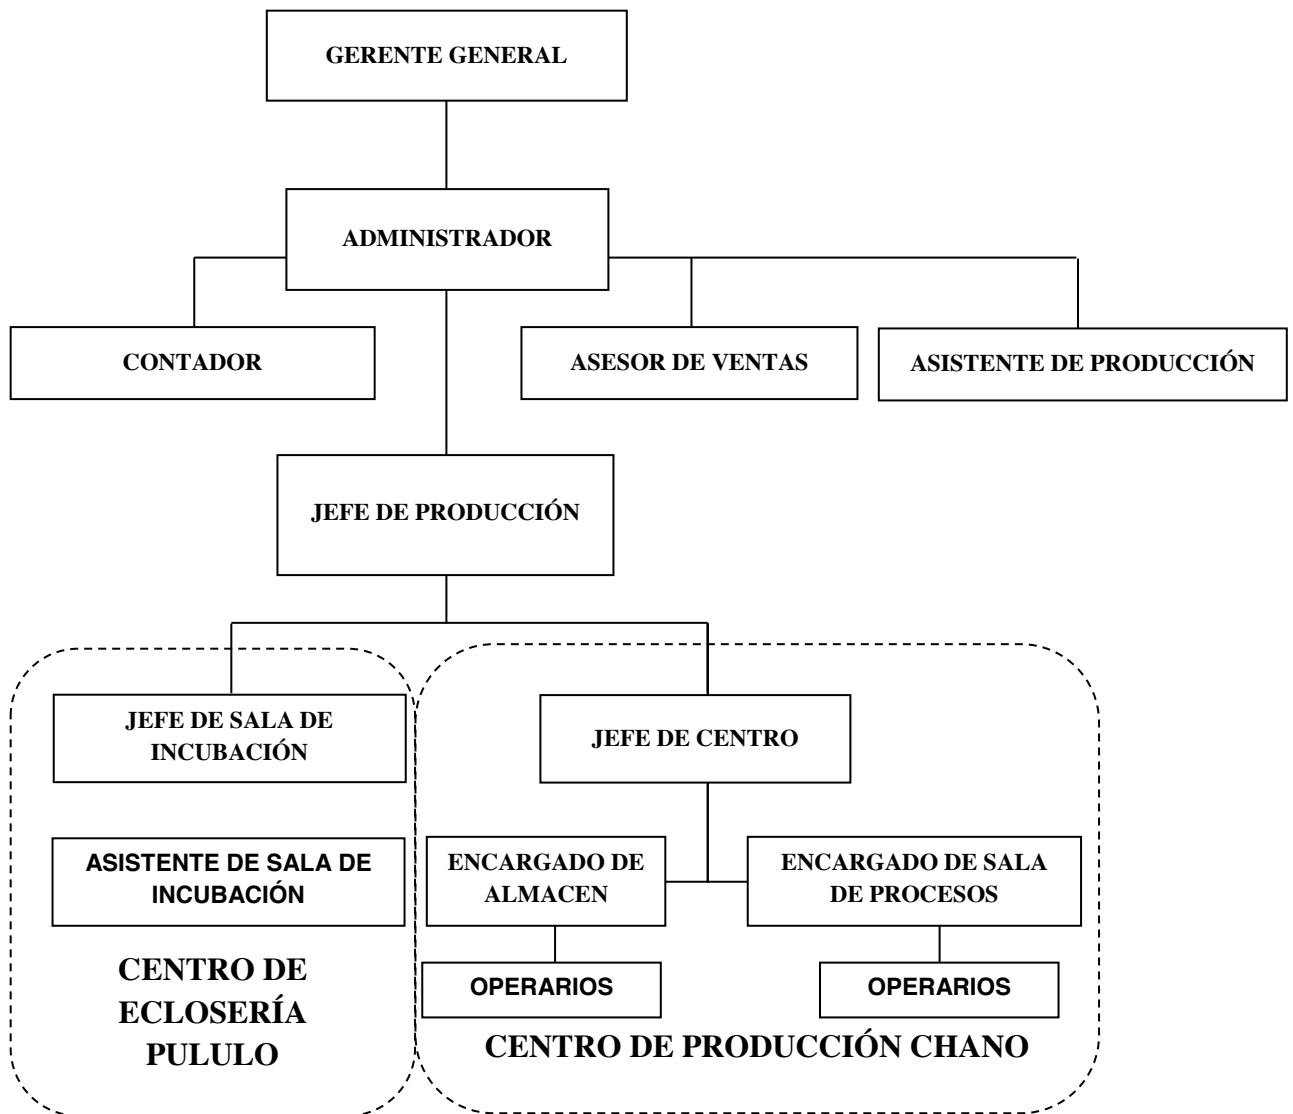 GERENTE GENERAL
ADMINISTRADOR
CONTADOR
ASESOR DE VENTAS
ASISTENTE DE PRODUCCIÓN
JEFE DE PRODUCCIÓN
JEFE DE SALA DE
INCUBACIÓN
JEFE DE CENTRO
ASISTENTE DE SALA DE
INCUBACIÓN
ENCARGADO DE
ALMACEN
ENCARGADO DE SALA
DE PROCESOS
OPERARIOS
OPERARIOS
CENTRO DE
ECLOSERÍA
PULULO
CENTRO DE PRODUCCIÓN CHANO